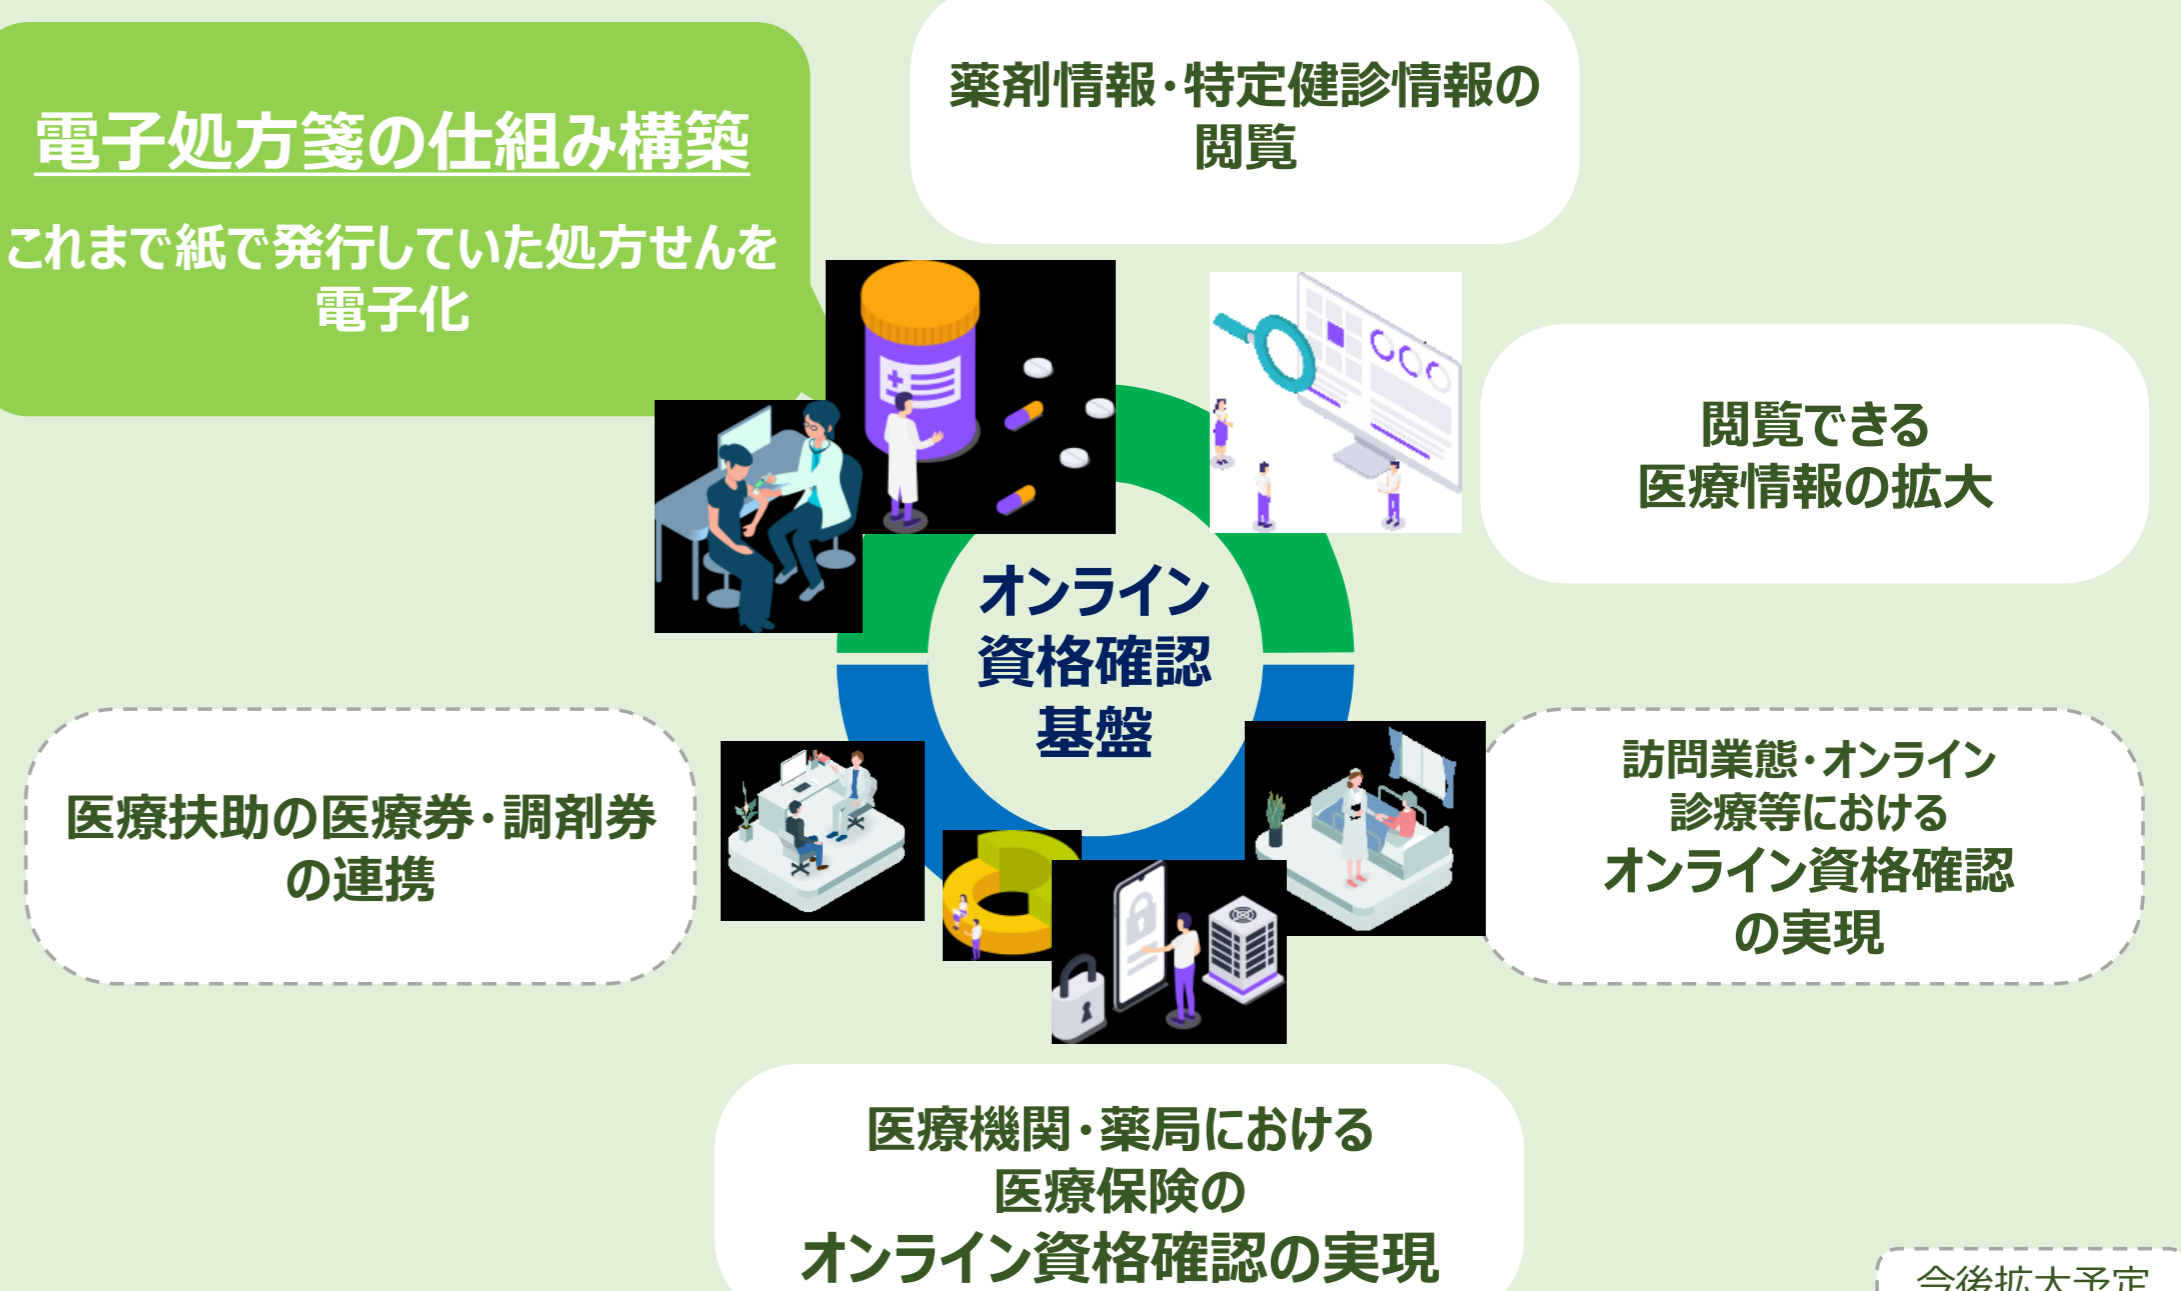 電子処方箋の仕組み構築
これまで紙で発行していた処方せんを
電子化
薬剤情報・特定健診情報の
閲覧
閲覧できる
医療情報の拡大
オンライン
資格確認
基盤
医療扶助の医療券・調剤券
の連携
訪問業態・オンライン
診療等における
オンライン資格確認
の実現
医療機関・薬局における
医療保険の
オンライン資格確認の実現
今後拡大予定